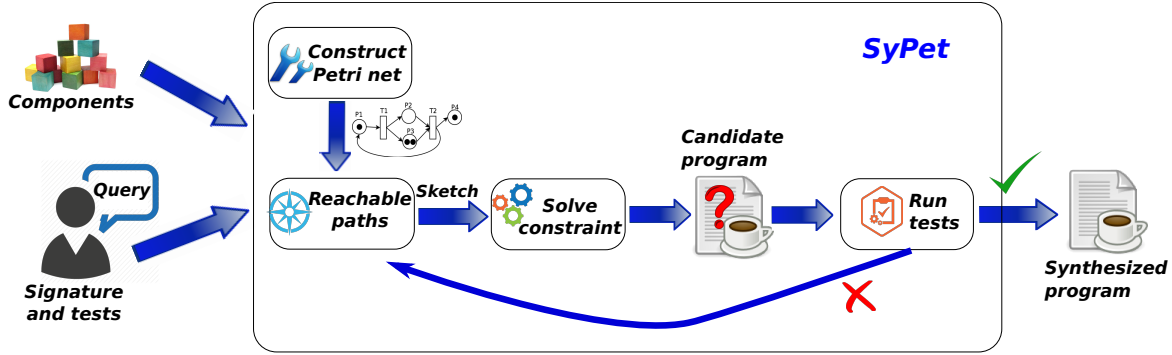 SyPet
Construct
Petri net
Components
P1
T1
P2
T2
P4
P3
Query
Signature
and tests
Reachable
paths
Sketch
Solve
constraint
Candidate
program
?
Run
tests
Synthesized
program